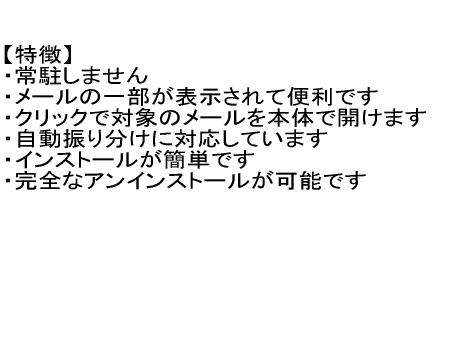 【特徴】
・常駐しません
・メールの一部が表示されて便利です
・クリックで対象のメールを本体で開けます
・自動振り分けに対応しています
・インストールが簡単です
・完全なアンインストールが可能です